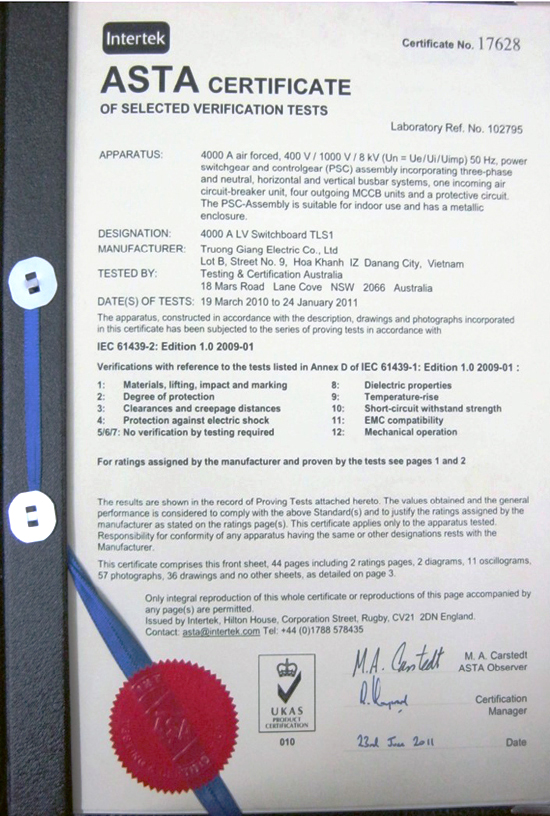 Intertek
Certificate No. 17628
ASTA CERTIFICATE
OF SELECTED VERIFICATION TESTS
Laboratory Ref. No. 102795
APPARATUS: 4000 A air forced, 400 V / 1000 V / 8 kV (Un = Ue/Ui/Uimp) 50 Hz, power
switchgear and controlgear (PSC) assembly incorporating three-phase
and neutral, horizontal and vertical busbar systems, one incoming air
circuit-breaker unit, four outgoing MCCB units and a protective circuit.
The PSC-Assembly is suitable for indoor use and has a metallic
enclosure.
DESIGNATION: 4000 A LV Switchboard TLS1
MANUFACTURER: Truong Giang Electric Co., Ltd
Lot B, Street No. 9, Hoa Khanh IZ Danang City, Vietnam
TESTED BY: Testing & Certification Australia
18 Mars Road Lane Cove NSW 2066 Australia
DATE(S) OF TESTS: 19 March 2010 to 24 January 2011
The apparatus, constructed in accordance with the description, drawings and photographs incorporated
in this certificate has been subjected to the series of proving tests in accordance with
IEC 61439-2: Edition 1.0 2009-01
Verifications with reference to the tests listed in Annex D of IEC 61439-1: Edition 1.0 2009-01 :
1: Materials, lifting, impact and marking 8: Dielectric properties
2: Degree of protection 9: Temperature-rise
3: Clearances and creepage distances 10: Short-circuit withstand strength
4: Protection against electric shock 11: EMC compatibility
5/6/7: No verification by testing required 12: Mechanical operation
For ratings assigned by the manufacturer and proven by the tests see pages 1 and 2
The results are shown in the record of Proving Tests attached hereto. The values obtained and the general
performance is considered to comply with the above Standard(s) and to justify the ratings assigned by the
manufacturer as stated on the ratings page(s). This certificate applies only to the apparatus tested.
Responsibility for conformity of any apparatus having the same or other designations rests with the
Manufacturer.
This certificate comprises this front sheet, 44 pages including 2 ratings pages, 2 diagrams, 11 oscillograms,
57 photographs, 36 drawings and no other sheets, as detailed on page 3.
Only integral reproduction of this whole certificate or reproductions of this page accompanied by
any page(s) are permitted.
Issued by Intertek, Hilton House, Corporation Street, Rugby, CV21 2DN England.
Contact: asta@intertek.com Tel: +44 (0)1788 578435
M.A. Carstedt
M. A. Carstedt
ASTA Observer
UKAS
PRODUCT
CERTIFICATION
010
Certification
Manager
23rd June 2011
Date